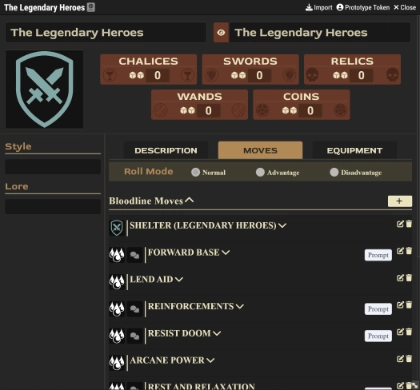 The Legendary Heroes Import Prototype Token Close
The Legendary Heroes The Legendary Heroes
CHALICES SWORDS RELICS
0 0 0
WANDS COINS
0 0
Style
Lore
DESCRIPTION MOVES EQUIPMENT
Roll Mode Normal Advantage Disadvantage
Bloodline Moves +
SHELTER (LEGENDARY HEROES)
FORWARD BASE
Prompt
LEND AID
REINFORCEMENTS
Prompt
RESIST DOOM
Prompt
ARCANE POWER
REST AND RELAXATION